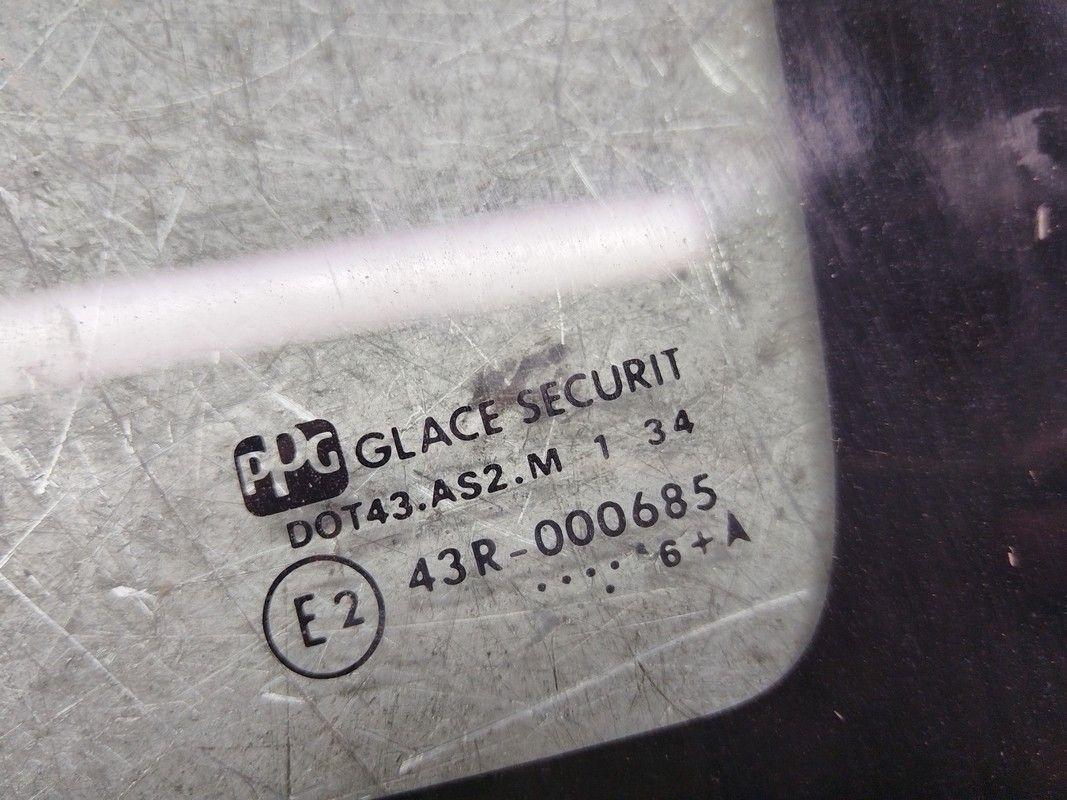 PPG GLACE SECURIT
DOT43.AS2.M 1 34
E2 43R-000685
..... 6+A